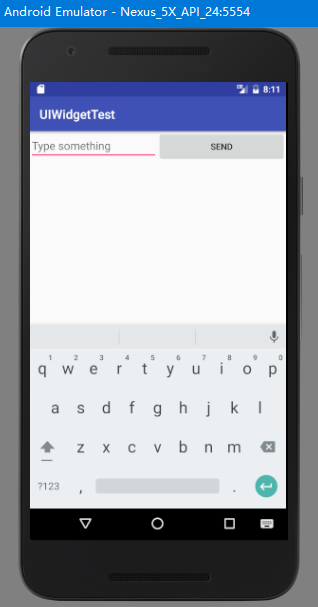 Android Emulator - Nexus_5X_API_24:5554
8:11
UIWidgetTest
Type something
SEND
1 2 3 4 5 6 7 8 9 0
q w e r t y u i o p
a s d f g h j k l
z x c v b n m
?123 , .